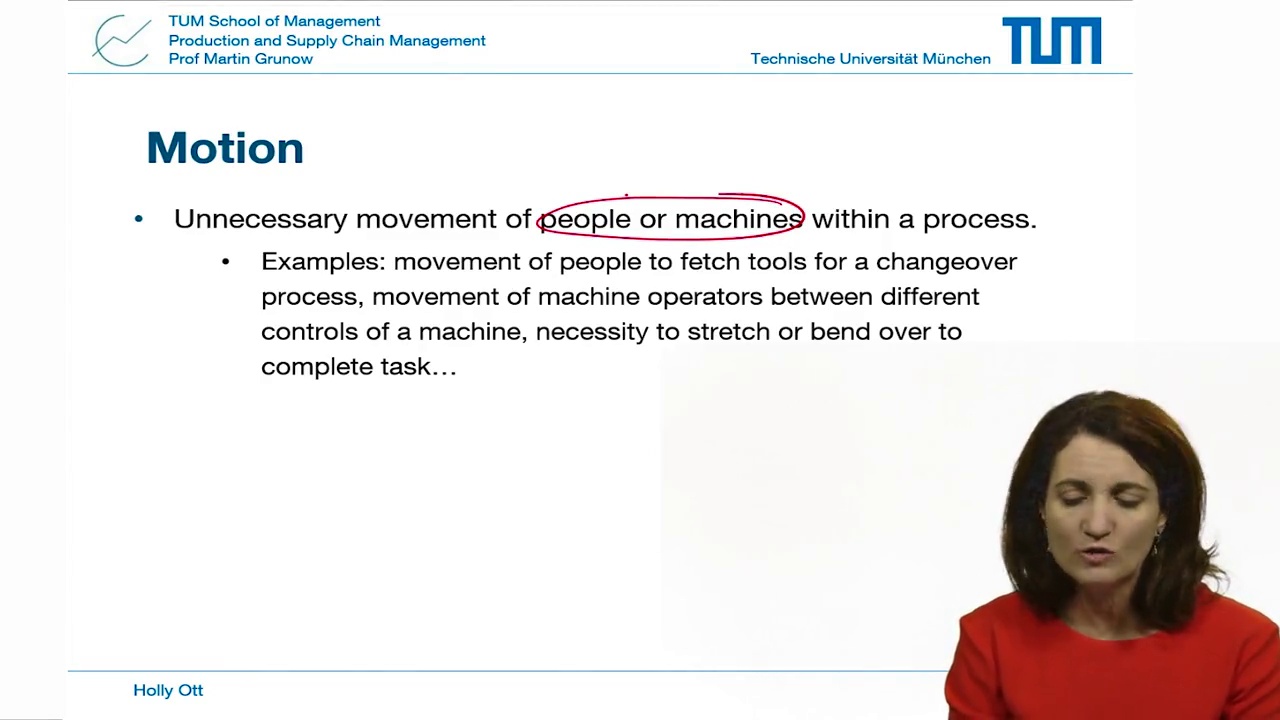 TUM School of Management
Production and Supply Chain Management
Prof Martin Grunow
Technische Universität München
TUM
Motion
• Unnecessary movement of people or machines within a process.
• Examples: movement of people to fetch tools for a changeover
process, movement of machine operators between different
controls of a machine, necessity to stretch or bend over to
complete task…
Holly Ott